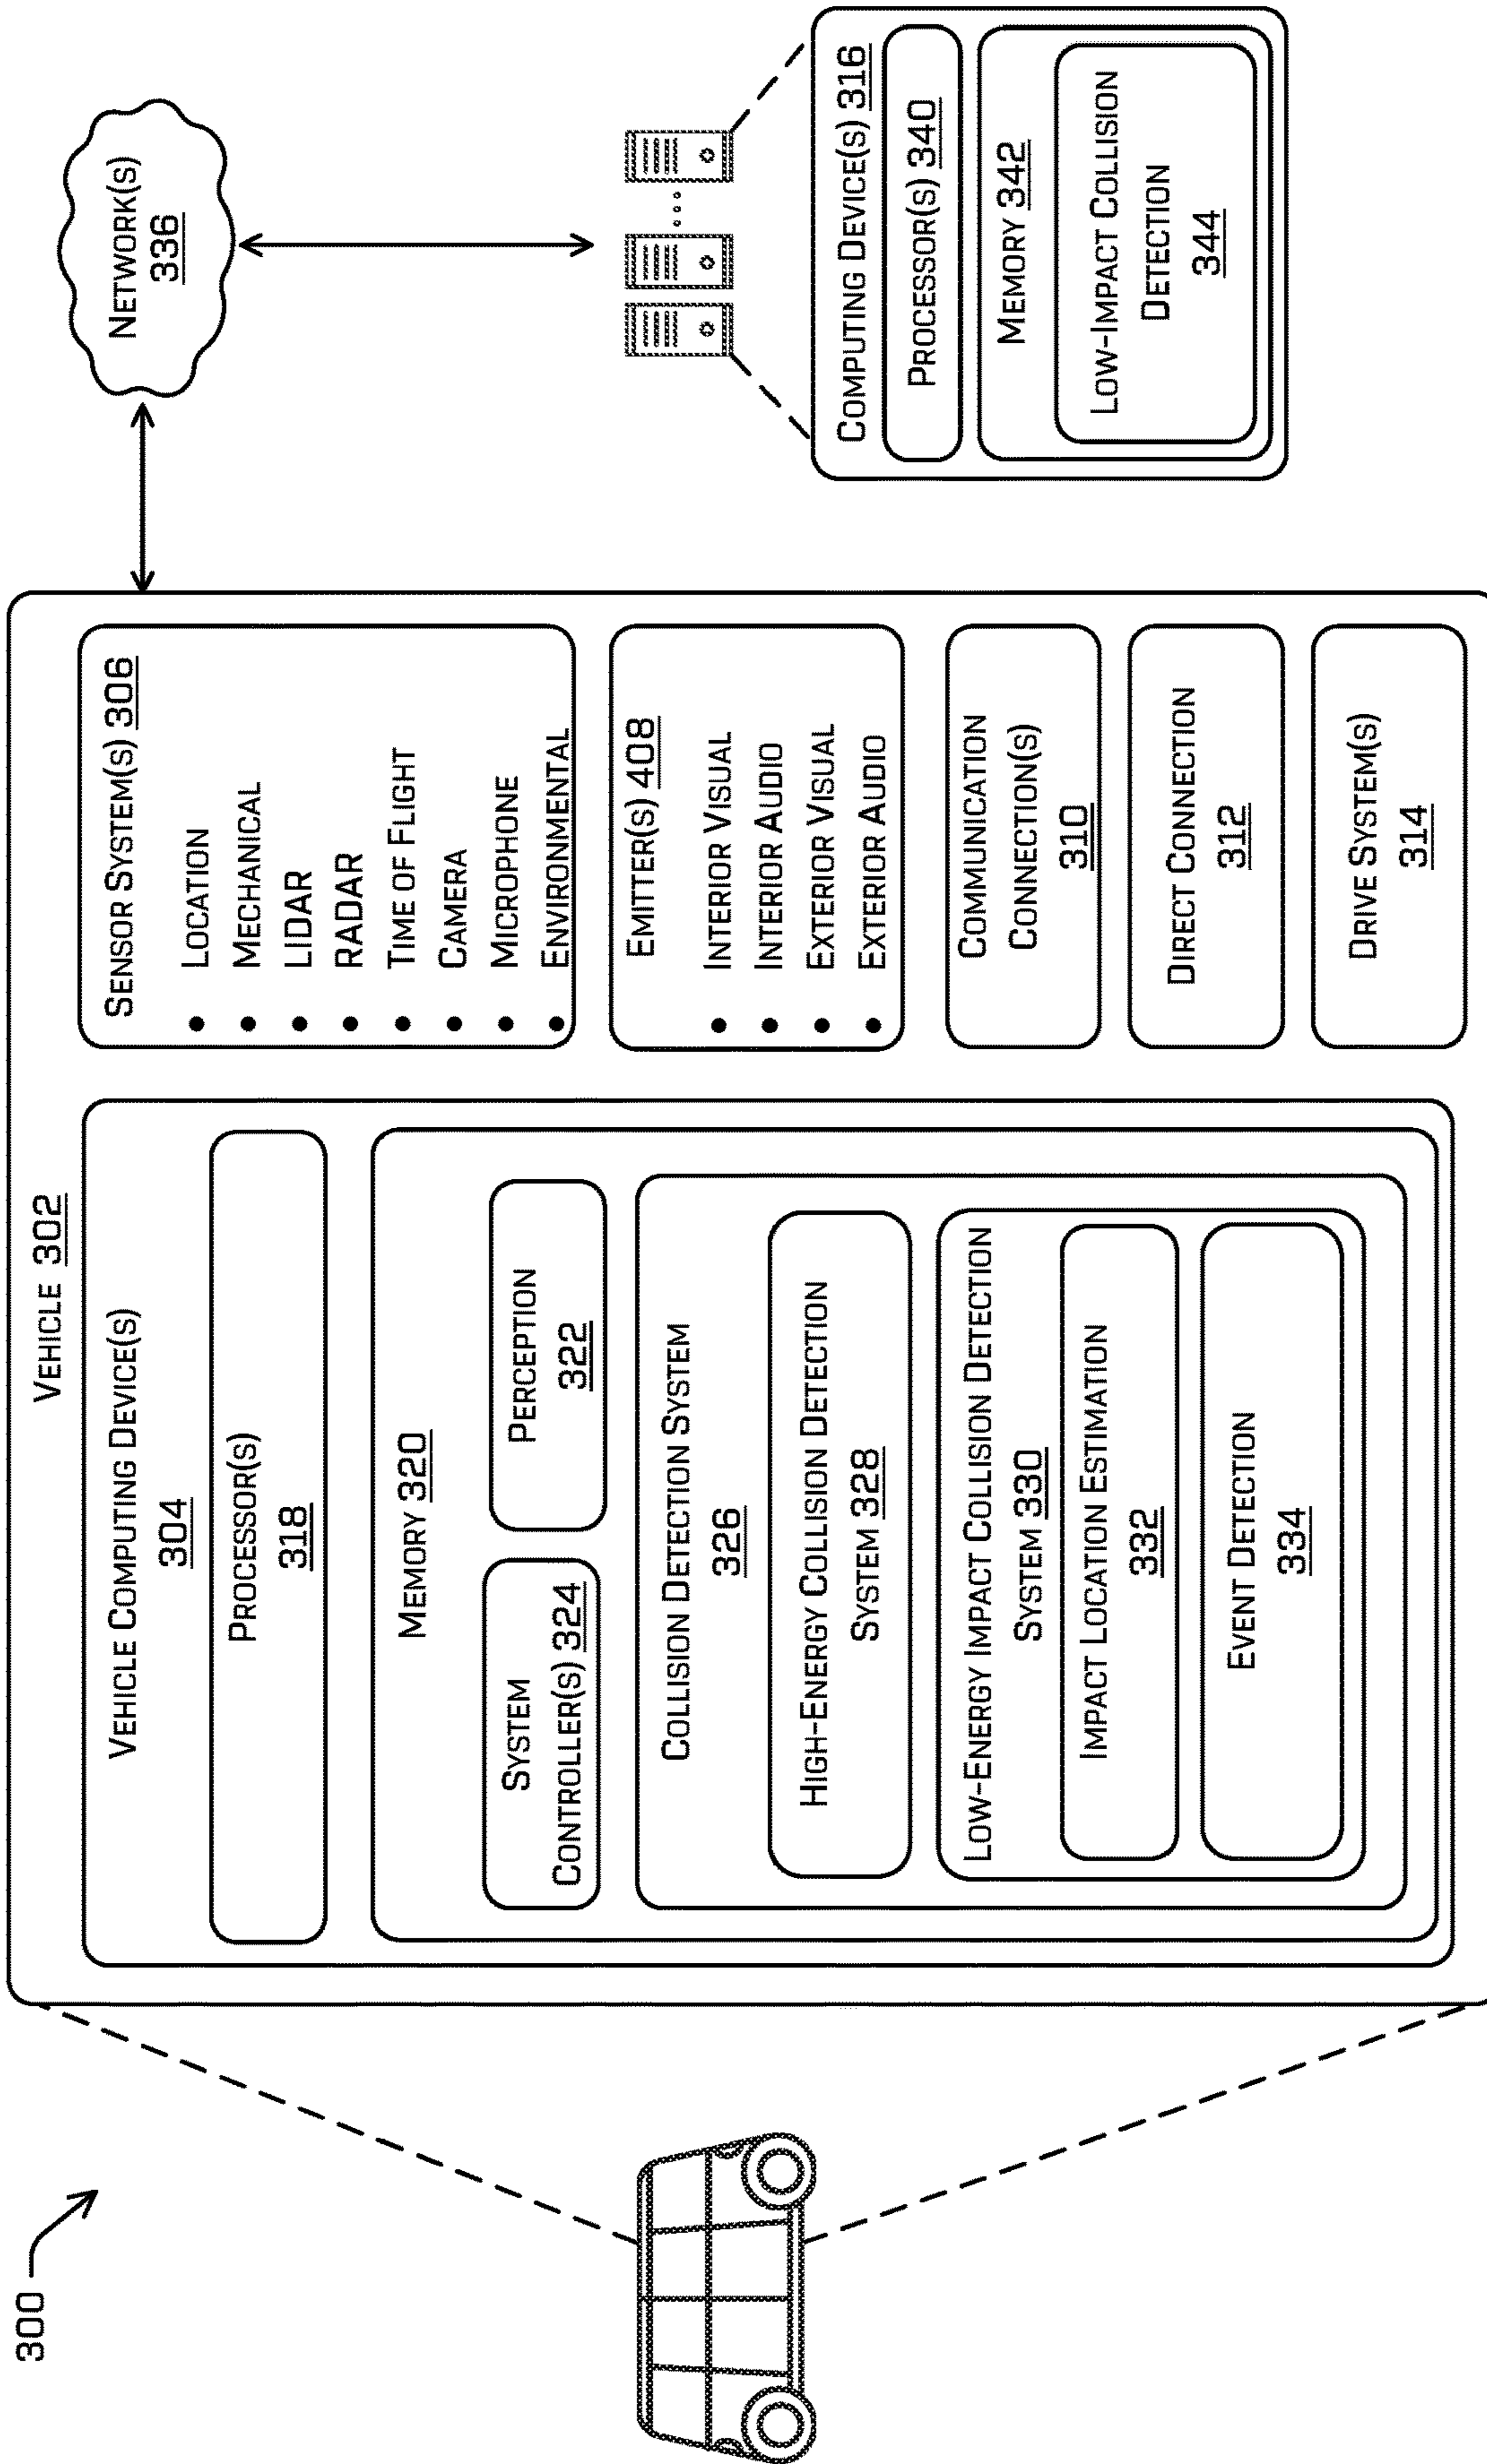 300
VEHICLE 302
VEHICLE COMPUTING DEVICE(S)
304
PROCESSOR(S)
318
MEMORY 320
SYSTEM
CONTROLLER(S) 324
PERCEPTION
322
COLLISION DETECTION SYSTEM
326
HIGH-ENERGY COLLISION DETECTION
SYSTEM 328
LOW-ENERGY IMPACT COLLISION DETECTION
SYSTEM 330
IMPACT LOCATION ESTIMATION
332
EVENT DETECTION
334
SENSOR SYSTEM(S) 306
• LOCATION
• MECHANICAL
• LIDAR
• RADAR
• TIME OF FLIGHT
• CAMERA
• MICROPHONE
• ENVIRONMENTAL
EMITTER(S) 408
• INTERIOR VISUAL
• INTERIOR AUDIO
• EXTERIOR VISUAL
• EXTERIOR AUDIO
COMMUNICATION
CONNECTION(S)
310
DIRECT CONNECTION
312
DRIVE SYSTEM(S)
314
NETWORK(S)
336
COMPUTING DEVICE(S) 316
PROCESSOR(S) 340
MEMORY 342
LOW-IMPACT COLLISION
DETECTION
344